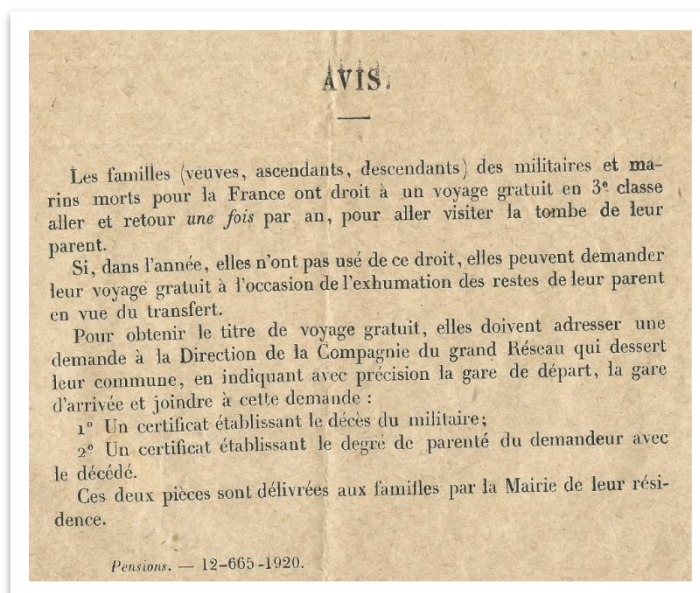 AVIS.
Les familles (veuves, ascendants, descendants) des militaires et ma-
rins morts pour la France ont droit à un voyage gratuit en 3e classe
aller et retour une fois par an, pour aller visiter la tombe de leur
parent.
Si, dans l'année, elles n'ont pas usé de ce droit, elles peuvent demander
leur voyage gratuit à l'occasion de l'exhumation des restes de leur parent
en vue du transfert.
Pour obtenir le titre de voyage gratuit, elles doivent adresser une
demande à la Direction de la Compagnie du grand Réseau qui dessert
leur commune, en indiquant avec précision la gare de départ, la gare
d'arrivée et joindre à cette demande :
1° Un certificat établissant le décès du militaire;
2° Un certificat établissant le degré de parenté du demandeur avec
le décédé.
Ces deux pièces sont délivrées aux familles par la Mairie de leur rési-
dence.
Pensions. — 12-665-1920.